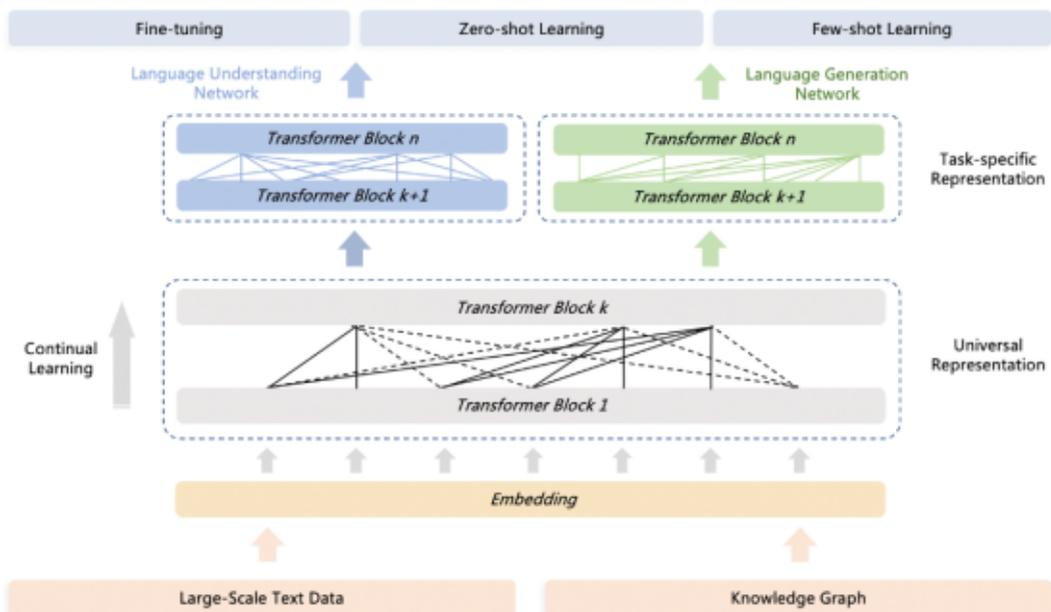 Fine-tuning
Zero-shot Learning
Few-shot Learning
Language Understanding
Network
Language Generation
Network
Transformer Block n
Transformer Block n
Task-specific
Representation
Transformer Block k+1
Transformer Block k+1
Transformer Block k
Continual
Learning
Universal
Representation
Transformer Block 1
Embedding
Large-Scale Text Data
Knowledge Graph